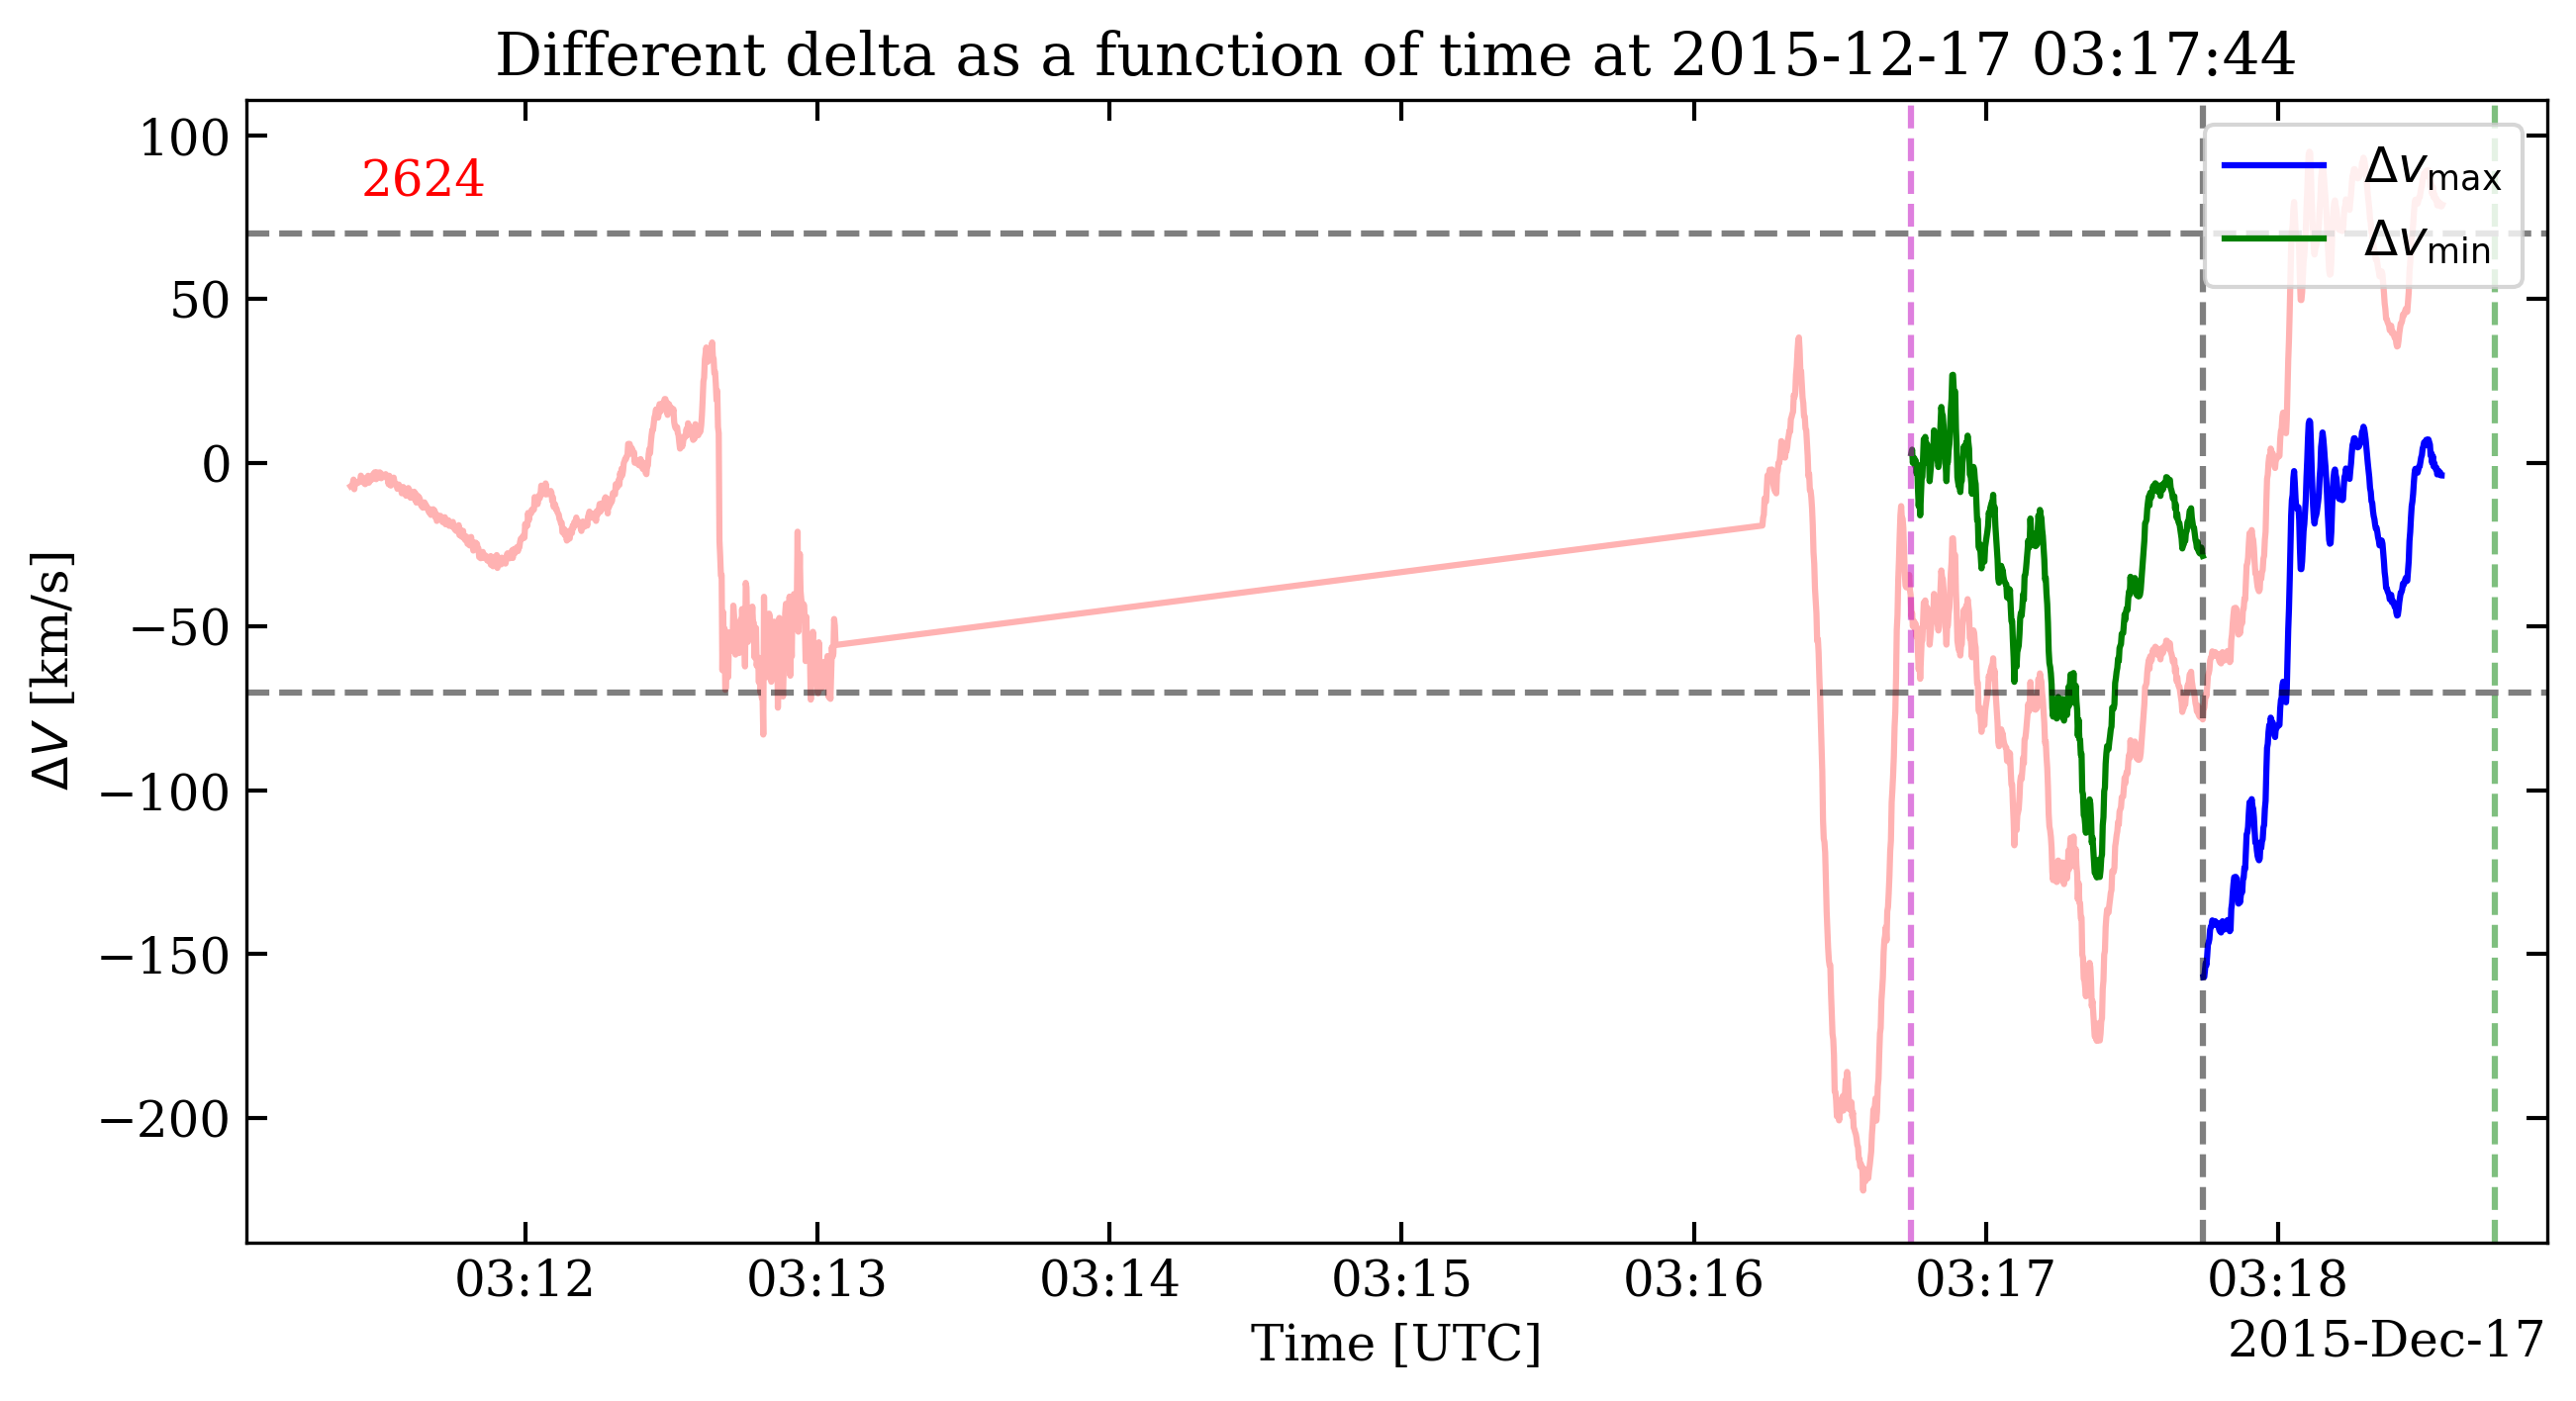 Different delta as a function of time at 2015-12-17 03:17:44
2624
Δv_max
Δv_min
100
50
0
−50
−100
−150
−200
ΔV [km/s]
03:12 03:13 03:14 03:15 03:16 03:17 03:18
Time [UTC]
2015-Dec-17